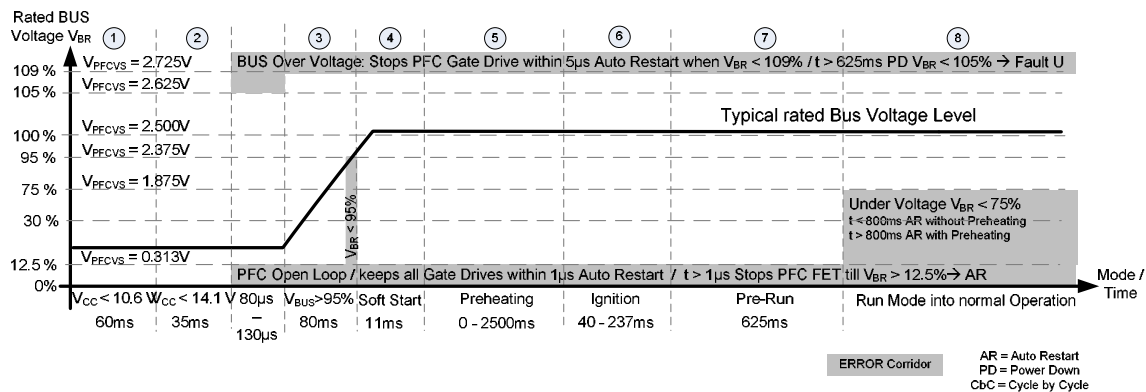 Rated BUS
Voltage VBR
1 2 3 4 5 6 7 8
VPFCVS = 2.725V
BUS Over Voltage: Stops PFC Gate Drive within 5µs Auto Restart when VBR < 109% / t > 625ms PD VBR < 105% → Fault U
109 %
VPFCVS = 2.625V
105 %
Typical rated Bus Voltage Level
VPFCVS = 2.500V
100 %
VPFCVS = 2.375V
95 %
VPFCVS = 1.875V
75 %
VBR < 95%
Under Voltage VBR < 75%
t < 800ms AR without Preheating
t > 800ms AR with Preheating
30 %
VPFCVS = 0.313V
12.5 %
PFC Open Loop / keeps all Gate Drives within 1µs Auto Restart / t > 1µs Stops PFC FET till VBR > 12.5% → AR
0%
Mode /
Time
VCC < 10.6 V VCC < 14.1 V 80µs VBUS>95% Soft Start Preheating Ignition Pre-Run Run Mode into normal Operation
60ms 35ms – 80ms 11ms 0 - 2500ms 40 - 237ms 625ms
130µs
ERROR Corridor
AR = Auto Restart
PD = Power Down
CbC = Cycle by Cycle